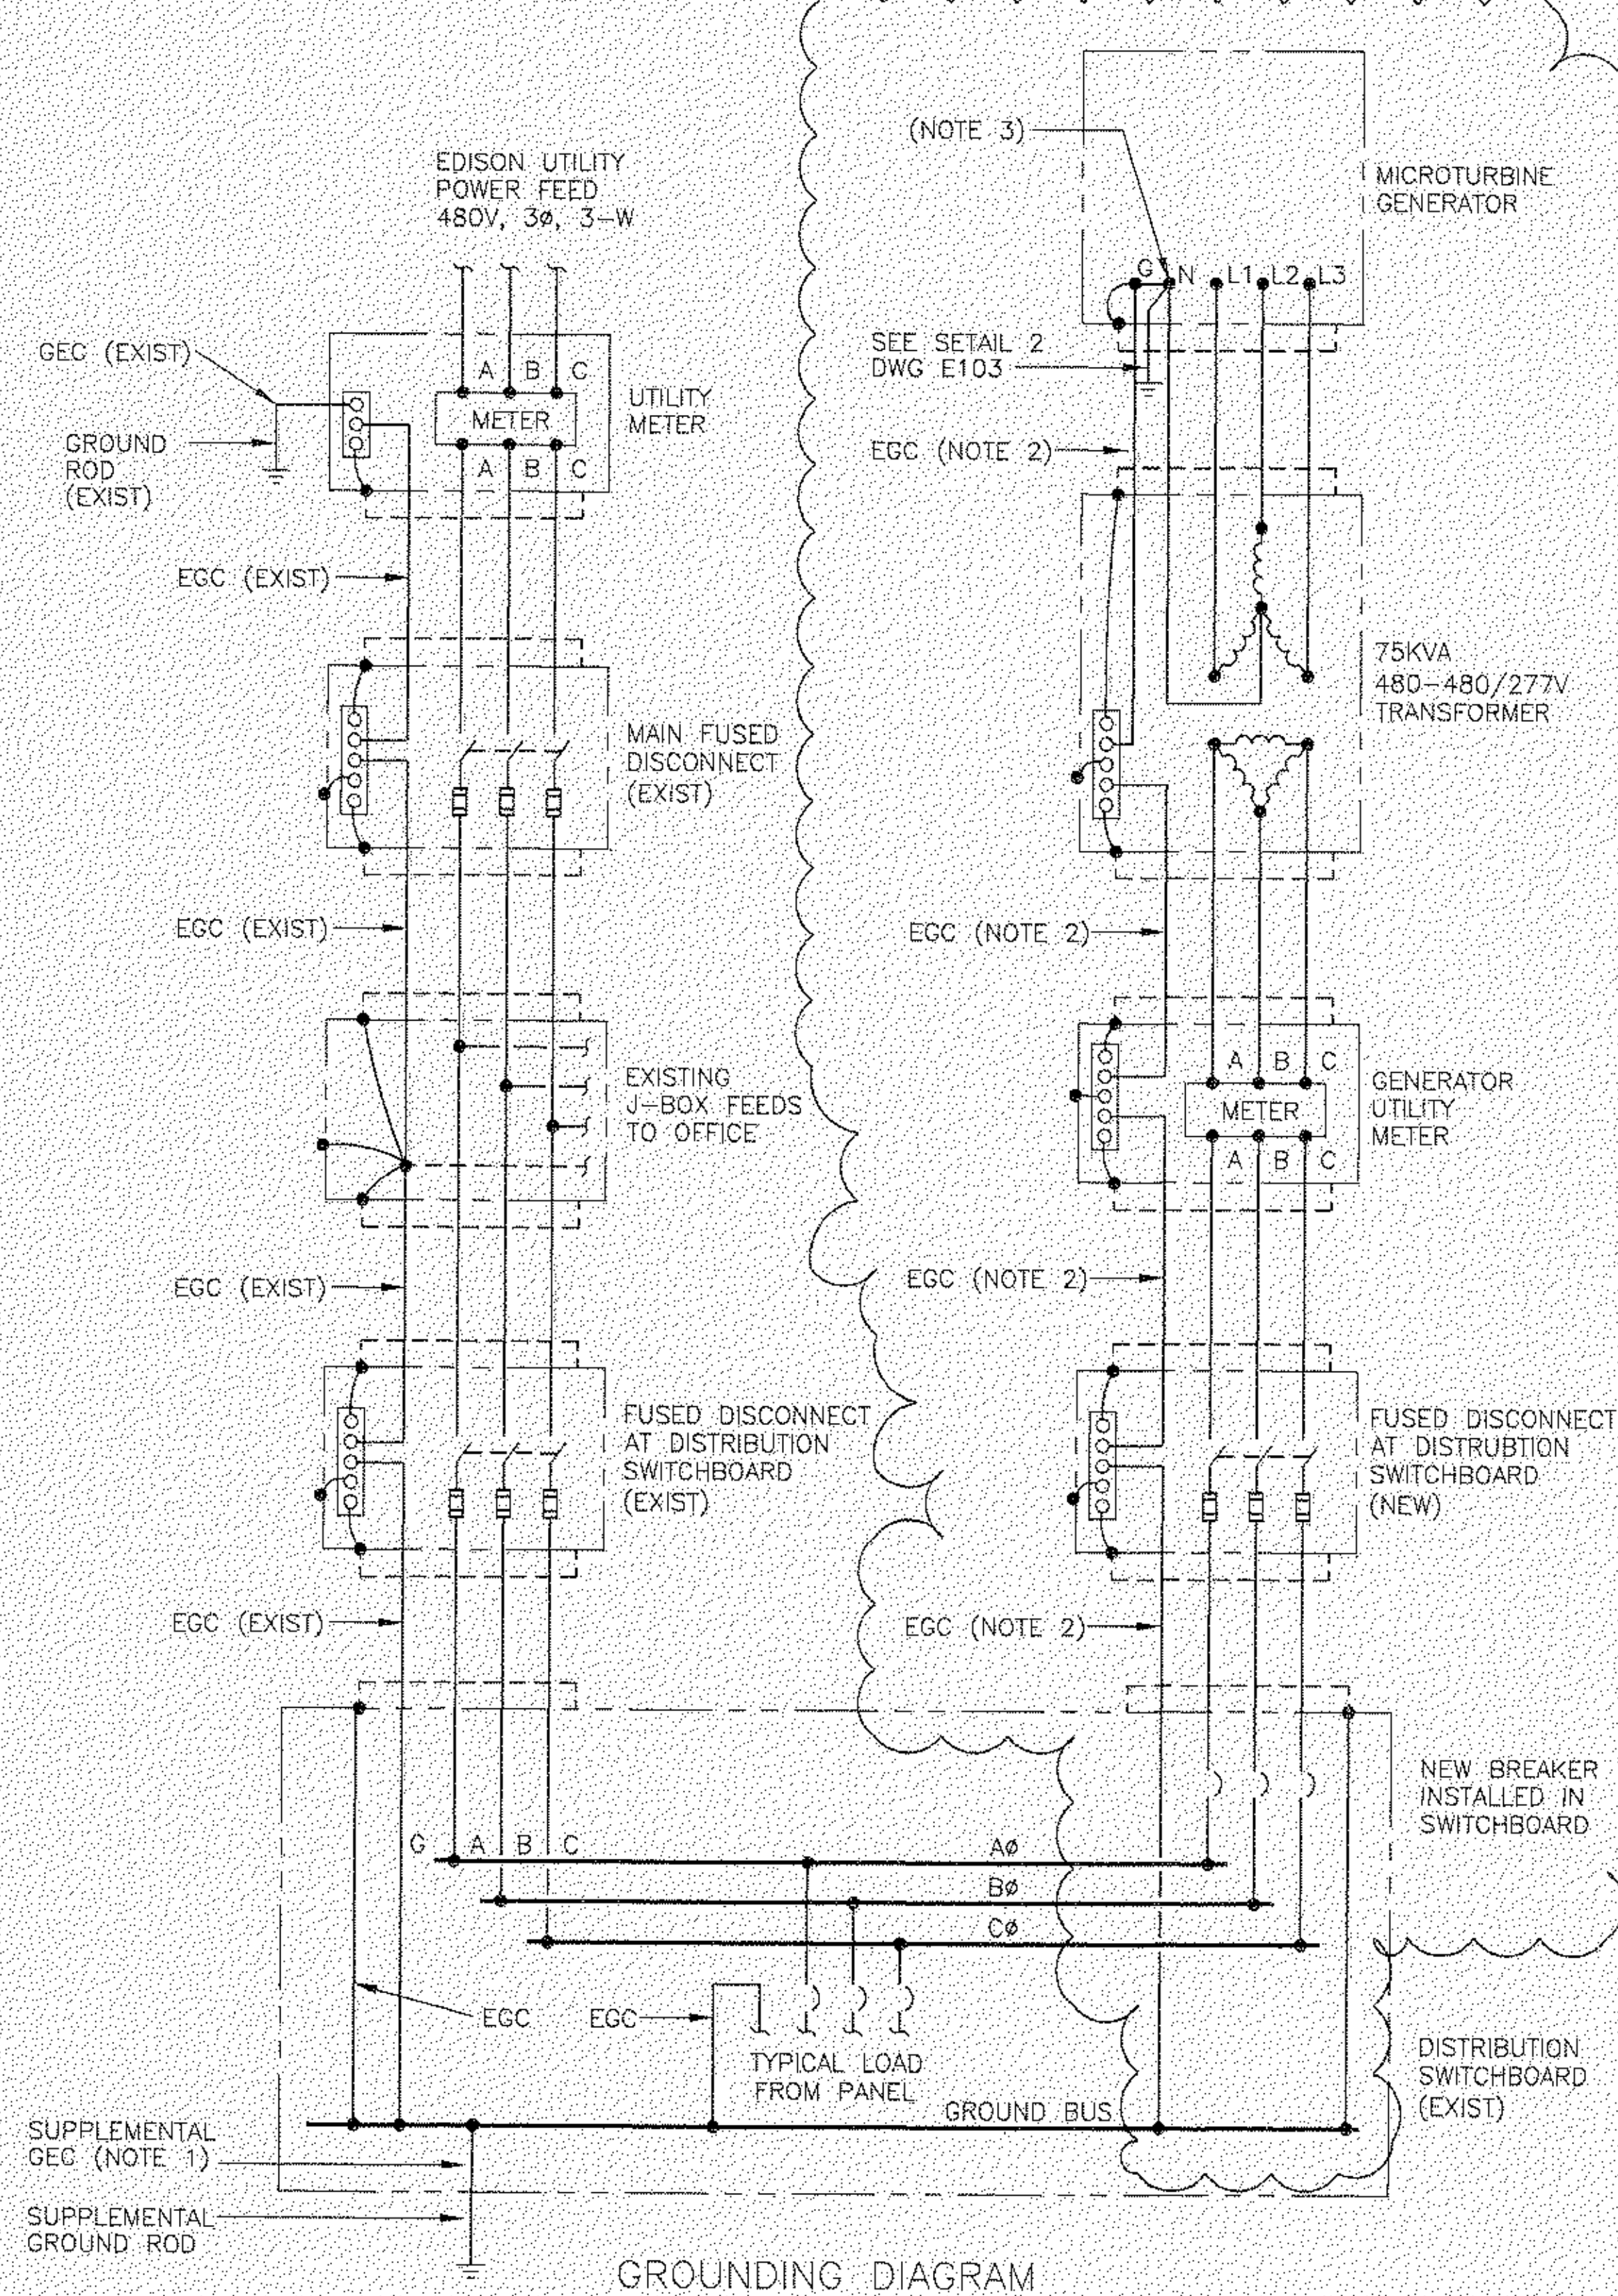 (NOTE 3)
EDISON UTILITY
POWER FEED
480V, 3ø, 3-W
MICROTURBINE
GENERATOR
G N L1 L2 L3
GEC (EXIST)
GROUND
ROD
(EXIST)
A B C
METER
A B C
UTILITY
METER
SEE SETAIL 2
DWG E103
EGC (NOTE 2)
EGC (EXIST)
75KVA
480-480/277V
TRANSFORMER
MAIN FUSED
DISCONNECT
(EXIST)
EGC (EXIST)
EGC (NOTE 2)
EXISTING
J-BOX FEEDS
TO OFFICE
A B C
METER
A B C
GENERATOR
UTILITY
METER
EGC (EXIST)
EGC (NOTE 2)
FUSED DISCONNECT
AT DISTRIBUTION
SWITCHBOARD
(EXIST)
FUSED DISCONNECT
AT DISTRUBTION
SWITCHBOARD
(NEW)
EGC (EXIST)
EGC (NOTE 2)
NEW BREAKER
INSTALLED IN
SWITCHBOARD
G A B C
Aø
Bø
Cø
EGC
EGC
TYPICAL LOAD
FROM PANEL
DISTRIBUTION
SWITCHBOARD
(EXIST)
GROUND BUS
SUPPLEMENTAL
GEC (NOTE 1)
SUPPLEMENTAL
GROUND ROD
GROUNDING DIAGRAM